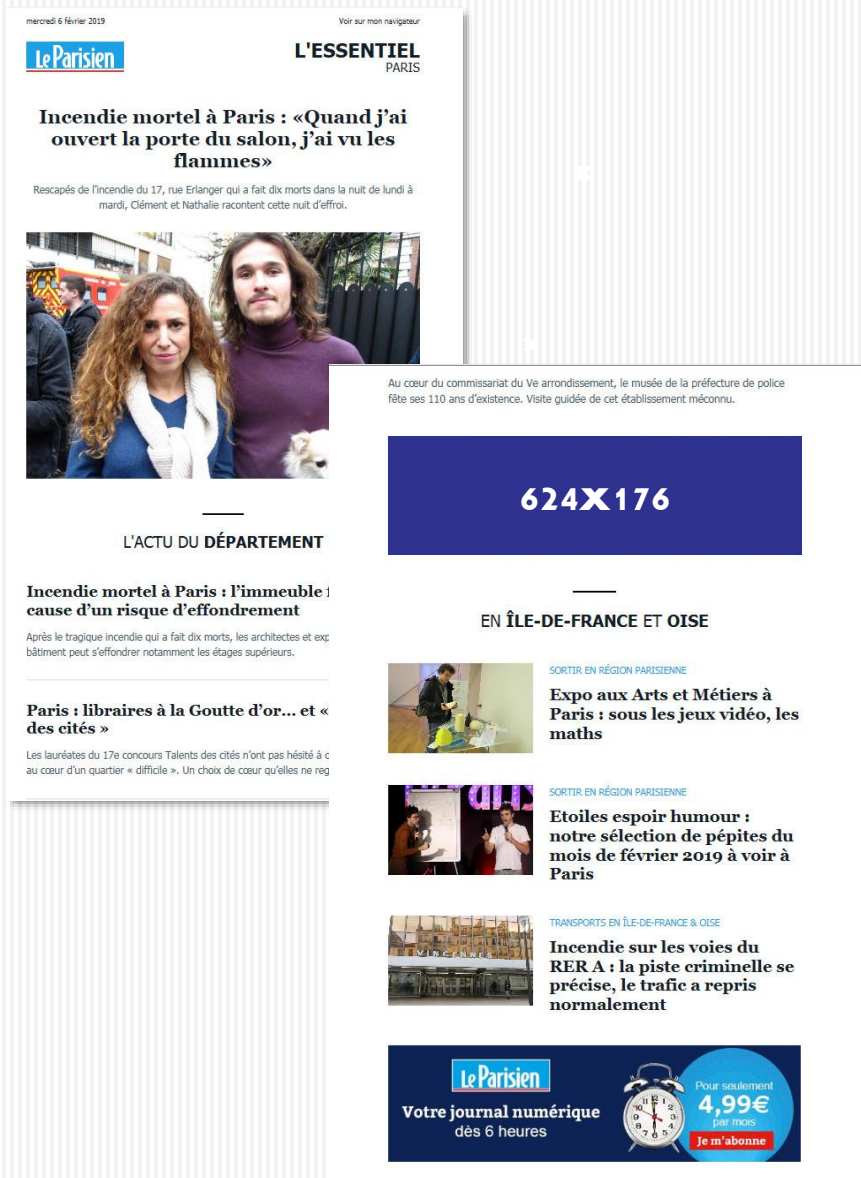 mercredi 6 février 2019
Voir sur mon navigateur
Le Parisien
L'ESSENTIEL
PARIS
Incendie mortel à Paris : «Quand j'ai
ouvert la porte du salon, j'ai vu les
flammes»
Rescapés de l'incendie du 17, rue Erlanger qui a fait dix morts dans la nuit de lundi à
mardi, Clément et Nathalie racontent cette nuit d'effroi.
L'ACTU DU DÉPARTEMENT
Incendie mortel à Paris : l'immeuble
cause d'un risque d'effondrement
Après le tragique incendie qui a fait dix morts, les architectes et exp
bâtiment peut s'effondrer notamment les étages supérieurs.
Paris : libraires à la Goutte d'or... et «
des cités »
Les lauréates du 17e concours Talents des cités n'ont pas hésité à
au cœur d'un quartier « difficile ». Un choix de cœur qu'elles ne reg
Au cœur du commissariat du Ve arrondissement, le musée de la préfecture de police
fête ses 110 ans d'existence. Visite guidée de cet établissement méconnu.
624X176
EN ÎLE-DE-FRANCE ET OISE
SORTIR EN RÉGION PARISIENNE
Expo aux Arts et Métiers à
Paris : sous les jeux vidéo, les
maths
SORTIR EN RÉGION PARISIENNE
Etoiles espoir humour :
notre sélection de pépites du
mois de février 2019 à voir à
Paris
TRANSPORTS EN ÎLE-DE-FRANCE & OISE
VINCENNES
Incendie sur les voies du
RER A : la piste criminelle se
précise, le trafic a repris
normalement
Le Parisien
Votre journal numérique
dès 6 heures
Pour seulement
4,99€
par mois
Je m'abonne